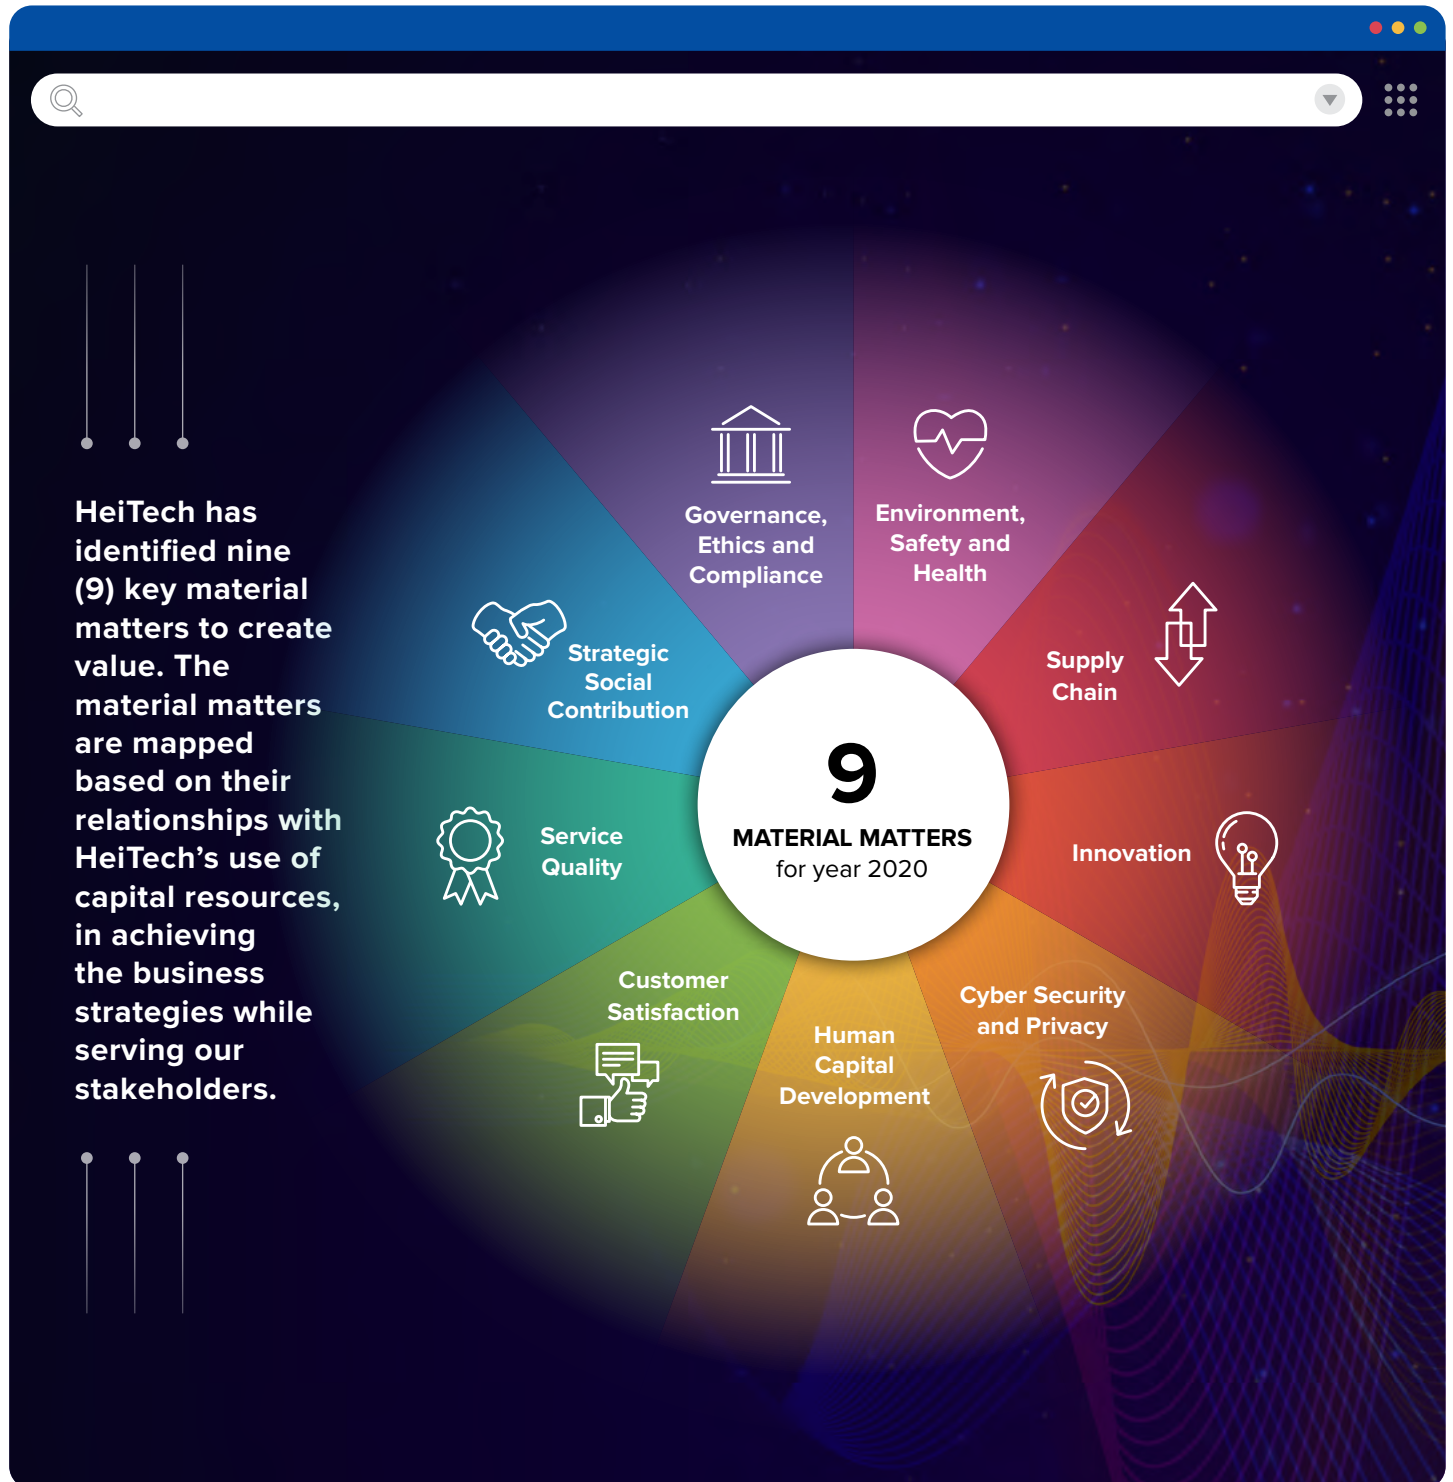 HeiTech has
identified nine
(9) key material
matters to create
value. The
material matters
are mapped
based on their
relationships with
HeiTech’s use of
capital resources,
in achieving
the business
strategies while
serving our
stakeholders.
Governance,
Ethics and
Compliance
Environment,
Safety and
Health
Supply
Chain
Innovation
Cyber Security
and Privacy
Human
Capital
Development
Customer
Satisfaction
Service
Quality
Strategic
Social
Contribution
9
MATERIAL MATTERS
for year 2020